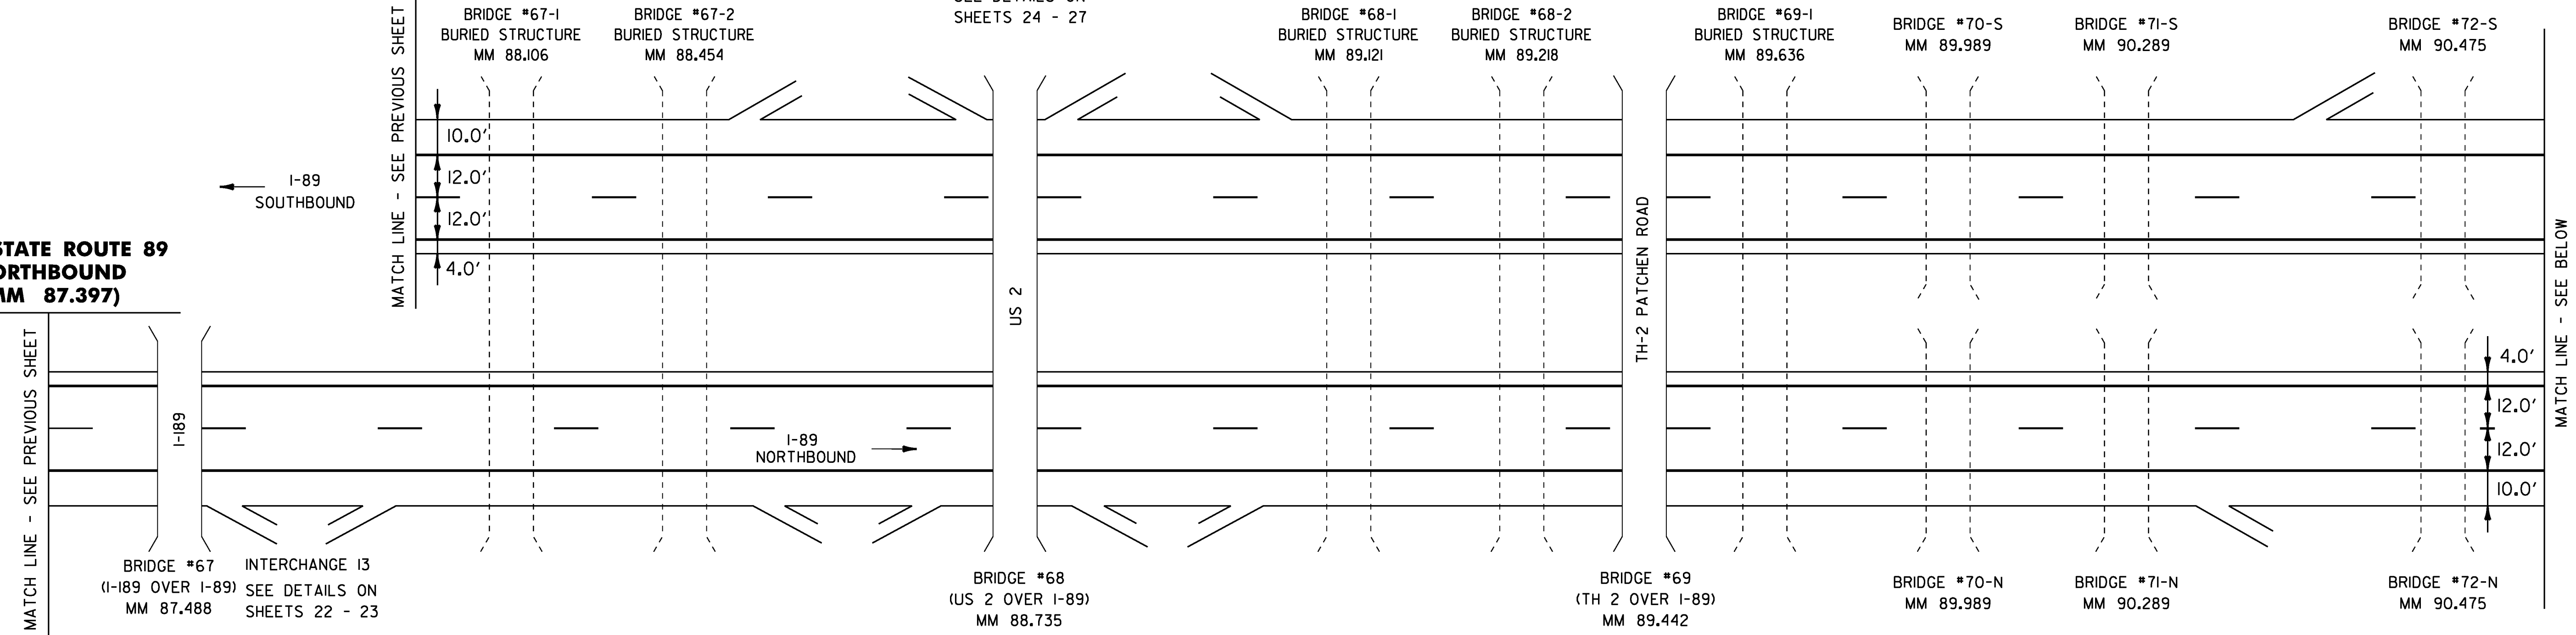 SHEETS 24 - 27
BRIDGE #67-1
BURIED STRUCTURE
MM 88.106
BRIDGE #67-2
BURIED STRUCTURE
MM 88.454
BRIDGE #68-1
BURIED STRUCTURE
MM 89.121
BRIDGE #68-2
BURIED STRUCTURE
MM 89.218
BRIDGE #69-1
BURIED STRUCTURE
MM 89.636
BRIDGE #70-S
MM 89.989
BRIDGE #71-S
MM 90.289
BRIDGE #72-S
MM 90.475
MATCH LINE - SEE PREVIOUS SHEET
10.0'
12.0'
12.0'
4.0'
I-89
SOUTHBOUND
STATE ROUTE 89
ORTHBOUND
MM 87.397)
US 2
TH-2 PATCHEN ROAD
MATCH LINE - SEE BELOW
MATCH LINE - SEE PREVIOUS SHEET
I-189
I-89
NORTHBOUND
4.0'
12.0'
12.0'
10.0'
BRIDGE #67
(I-189 OVER I-89)
MM 87.488
INTERCHANGE 13
SEE DETAILS ON
SHEETS 22 - 23
BRIDGE #68
(US 2 OVER I-89)
MM 88.735
BRIDGE #69
(TH 2 OVER I-89)
MM 89.442
BRIDGE #70-N
MM 89.989
BRIDGE #71-N
MM 90.289
BRIDGE #72-N
MM 90.475